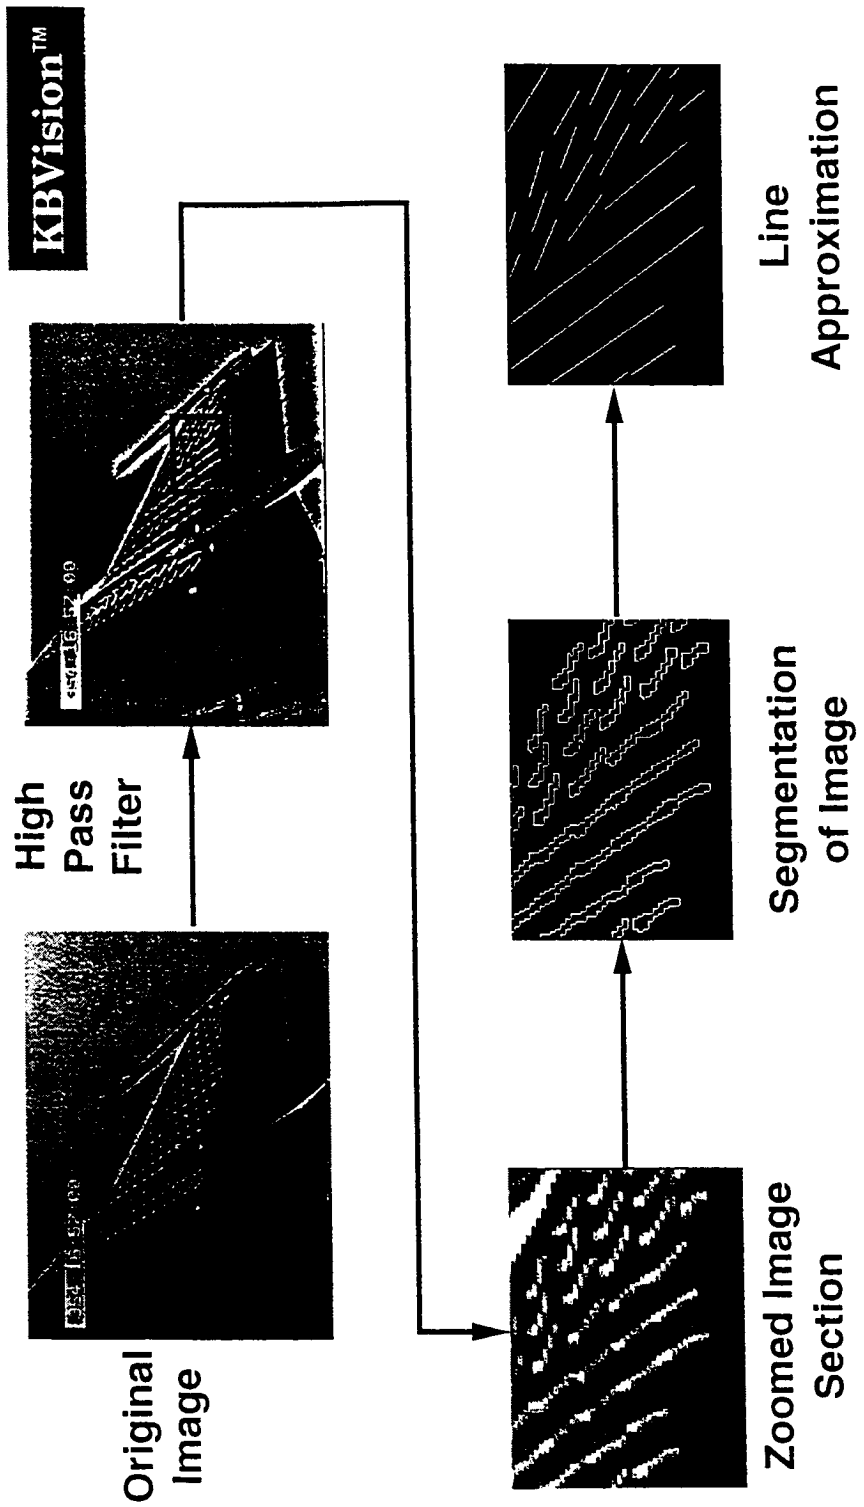 KBVision™
Original
Image
High
Pass
Filter
Zoomed Image
Section
Segmentation
of Image
Line
Approximation